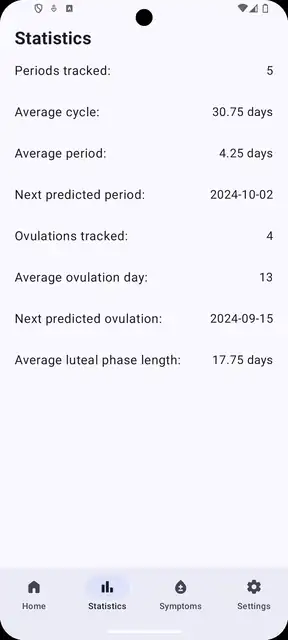 Statistics
Periods tracked: 5
Average cycle: 30.75 days
Average period: 4.25 days
Next predicted period: 2024-10-02
Ovulations tracked: 4
Average ovulation day: 13
Next predicted ovulation: 2024-09-15
Average luteal phase length: 17.75 days
Home Statistics Symptoms Settings